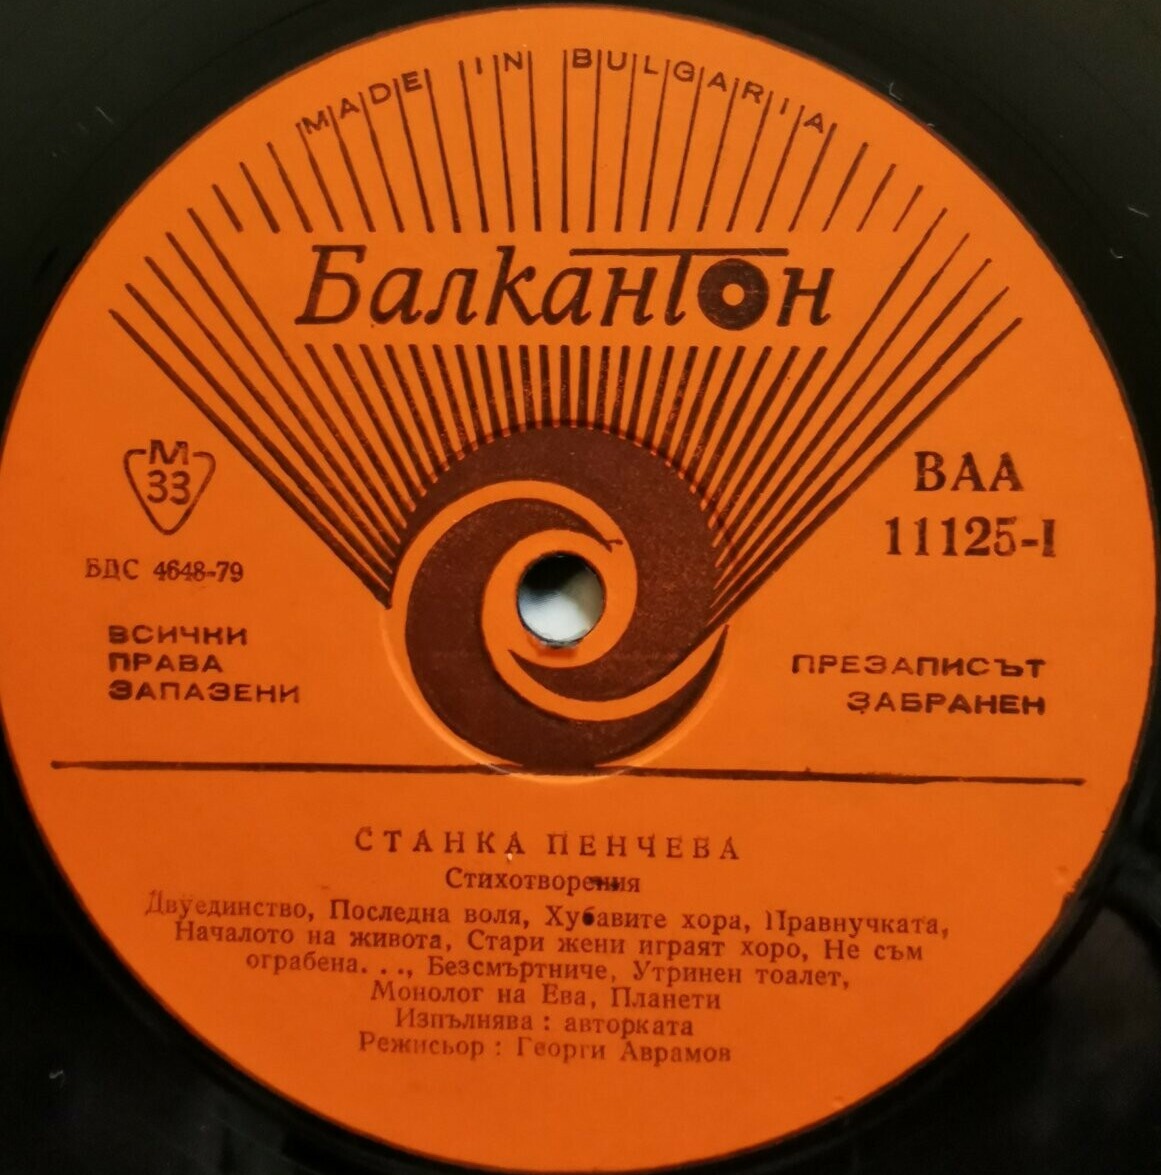 MADE IN BULGARIA
Балкантон
М
33
БДС 4648-79
ВСИЧКИ
ПРАВА
ЗАПАЗЕНИ
ВАА
11125-I
ПРЕЗАПИСЪТ
ЗАБРАНЕН
СТАНКА ПЕНЧЕВА
Стихотворения
Двуединство, Последна воля, Хубавите хора, Правнучката,
Началото на живота, Стари жени играят хоро, Не съм
ограбена. . ., Безсмъртниче, Утринен тоалет,
Монолог на Ева, Планети
Изпълнява : авторката
Режисьор : Георги Аврамов